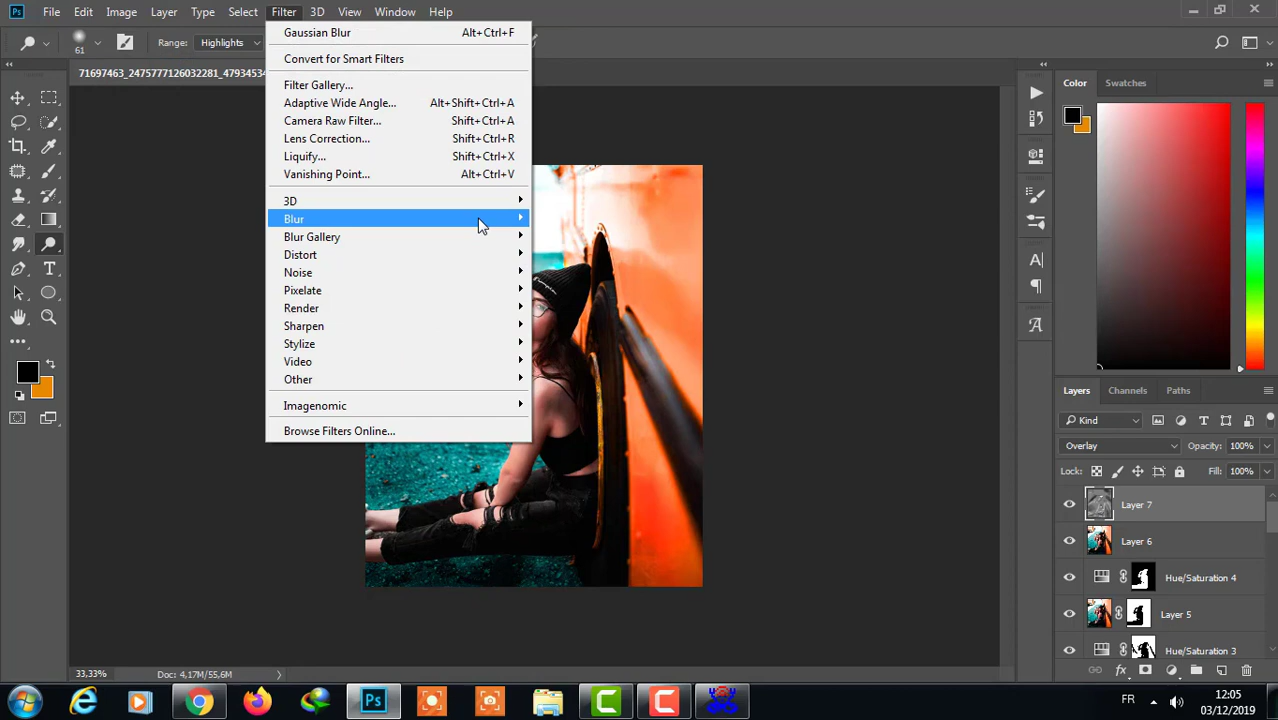 Ps File Edit Image Layer Type Select Filter 3D View Window Help
61 Range: Highlights
71697463_2475777126032281_4793453
Gaussian Blur Alt+Ctrl+F
Convert for Smart Filters
Filter Gallery...
Adaptive Wide Angle... Alt+Shift+Ctrl+A
Camera Raw Filter... Shift+Ctrl+A
Lens Correction... Shift+Ctrl+R
Liquify... Shift+Ctrl+X
Vanishing Point... Alt+Ctrl+V
3D
Blur
Blur Gallery
Distort
Noise
Pixelate
Render
Sharpen
Stylize
Video
Other
Imagenomic
Browse Filters Online...
Color Swatches
Layers Channels Paths
Kind
Overlay Opacity: 100%
Lock: Fill: 100%
Layer 7
Layer 6
Hue/Saturation 4
Layer 5
Hue/Saturation 3
fx
33,33% Doc: 4,17M/55,6M
Ps FR 12:05
03/12/2019